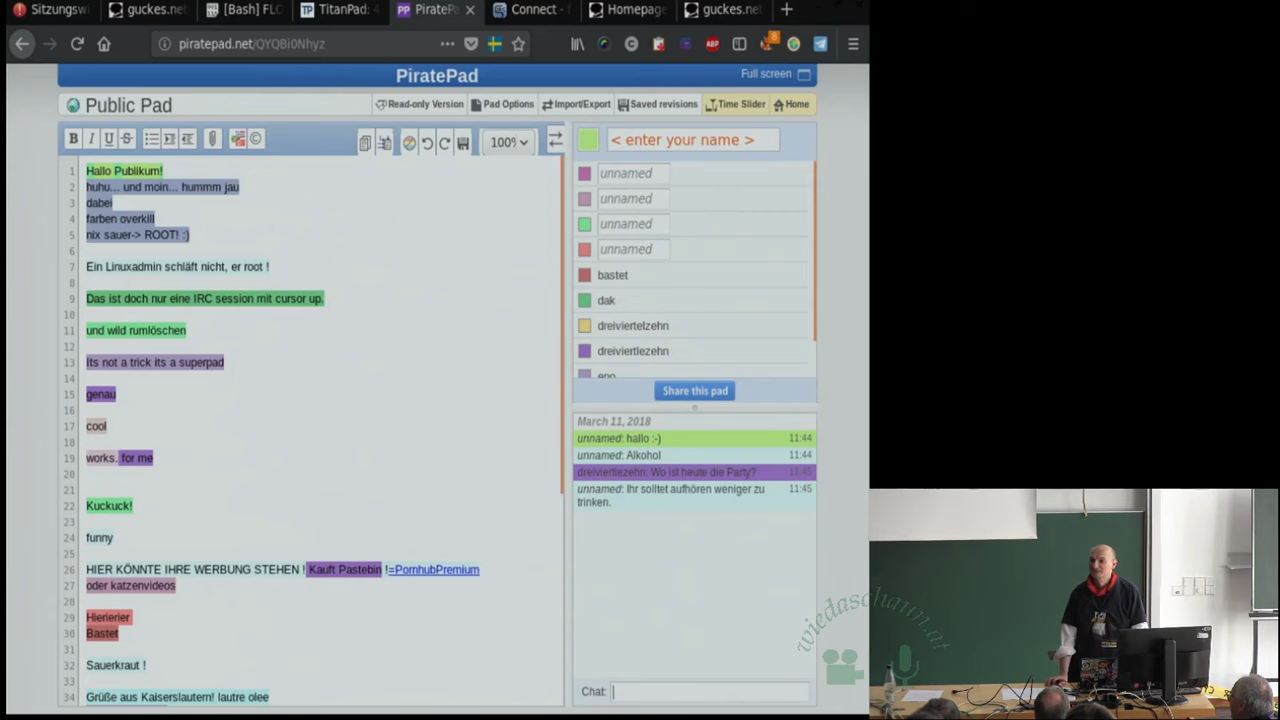 Sitzungsw
guckes.net
[Bash] FLO
TitanPad: 4
PiratePa
Connect - f
Homepage
guckes.net
piratepad.net/QYQBi0Nhyz
ABP
8
PiratePad
Full screen
Public Pad
Read-only Version
Pad Options
Import/Export
Saved revisions
Time Slider
Home
B I U S
100%
< enter your name >
1 Hallo Publikum!
2 huhu... und moin... hummm jau
3 dabei
4 farben overkill
5 nix sauer-> ROOT! :)
6
7 Ein Linuxadmin schläft nicht, er root !
8
9 Das ist doch nur eine IRC session mit cursor up.
10
11 und wild rumlöschen
12
13 Its not a trick its a superpad
14
15 genau
16
17 cool
18
19 works. for me
20
21
22 Kuckuck!
23
24 funny
25
26 HIER KÖNNTE IHRE WERBUNG STEHEN ! Kauft Pastebin !=PornhubPremium
27 oder katzenvideos
28
29 Hierierier
30 Bastet
31
32 Sauerkraut !
33
34 Grüße aus Kaiserslautern! lautre olee
unnamed
unnamed
unnamed
unnamed
bastet
dak
dreiviertelzehn
dreiviertlezehn
eno
Share this pad
March 11, 2018
unnamed: hallo :-) 11:44
unnamed: Alkohol 11:44
dreiviertlezehn: Wo ist heute die Party? 11:45
unnamed: Ihr solltet aufhören weniger zu 11:45
trinken.
Chat:
wiedaschaun.at